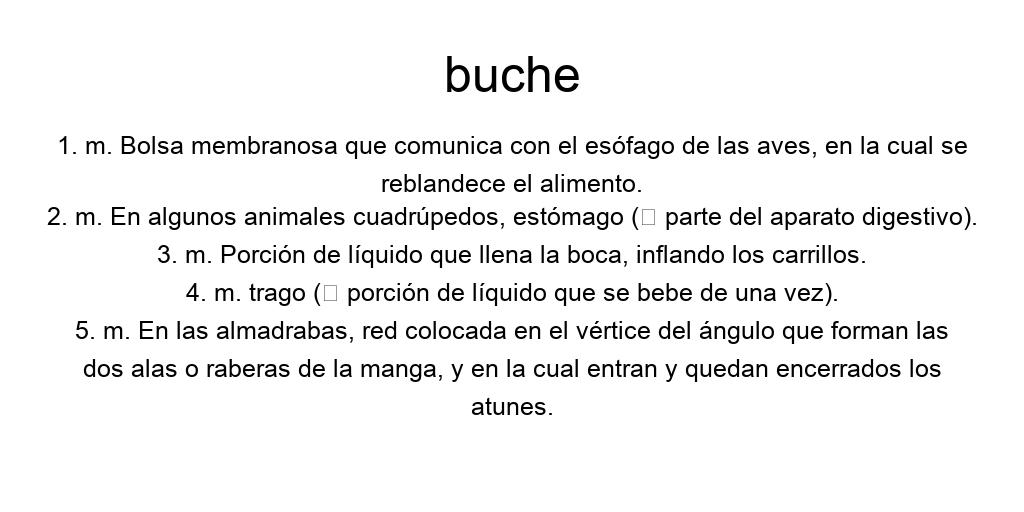 buche
1. m. Bolsa membranosa que comunica con el esófago de las aves, en la cual se
reblandece el alimento.
2. m. En algunos animales cuadrúpedos, estómago (□ parte del aparato digestivo).
3. m. Porción de líquido que llena la boca, inflando los carrillos.
4. m. trago (□ porción de líquido que se bebe de una vez).
5. m. En las almadrabas, red colocada en el vértice del ángulo que forman las
dos alas o raberas de la manga, y en la cual entran y quedan encerrados los
atunes.